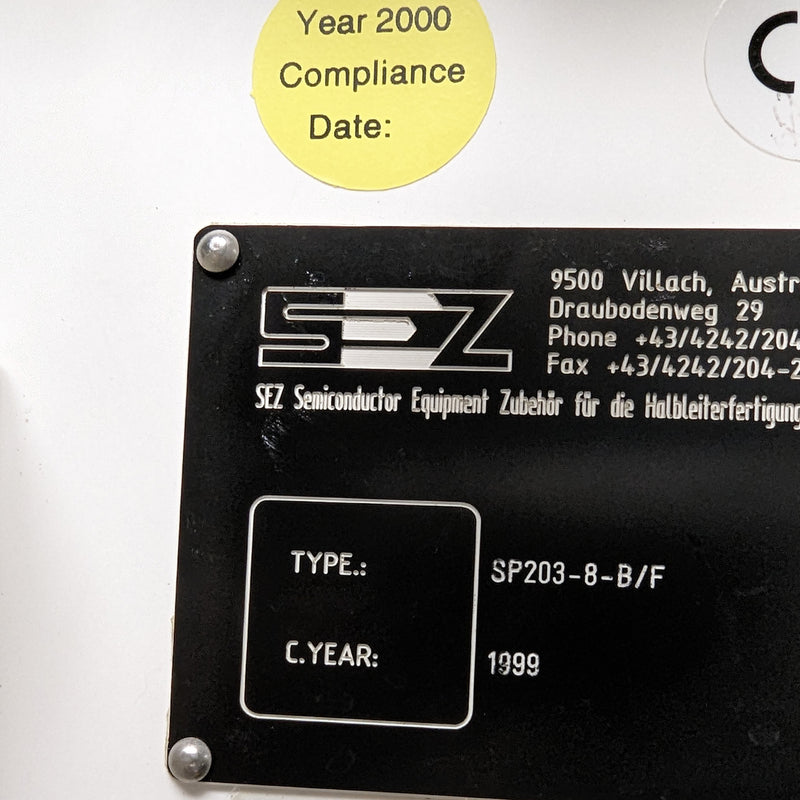 Year 2000
Compliance
Date:
C
SEZ
9500 Villach, Austr
Draubodenweg 29
Phone +43/4242/204
Fax +43/4242/204-2
SEZ Semiconductor Equipment Zubehör für die Halbleiterfertigung
TYPE.: SP203-8-B/F
C.YEAR: 1999